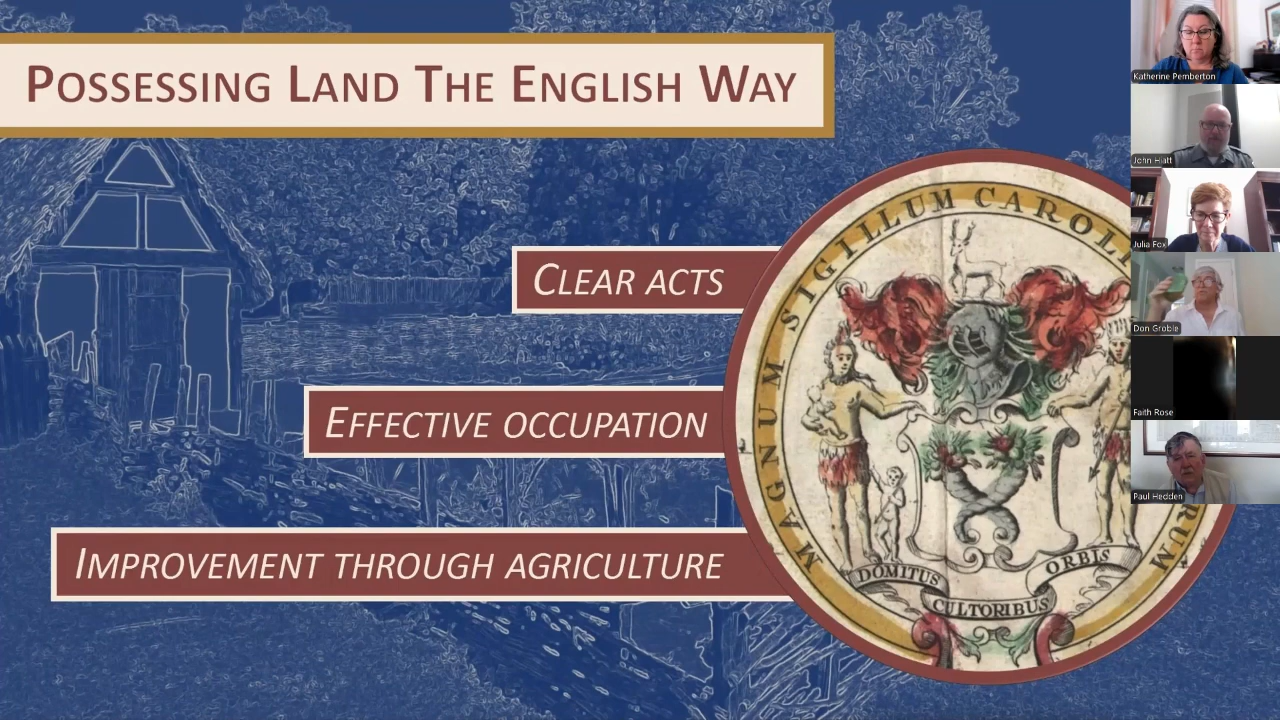 POSSESSING LAND THE ENGLISH WAY
CLEAR ACTS
EFFECTIVE OCCUPATION
IMPROVEMENT THROUGH AGRICULTURE
MAGNUM SIGILLUM CAROL
RUM
DOMITUS
CULTORIBUS
ORBIS
Katherine Pemberton
John Hiatt
Julia Fox
Don Groble
Faith Rose
Paul Hedden